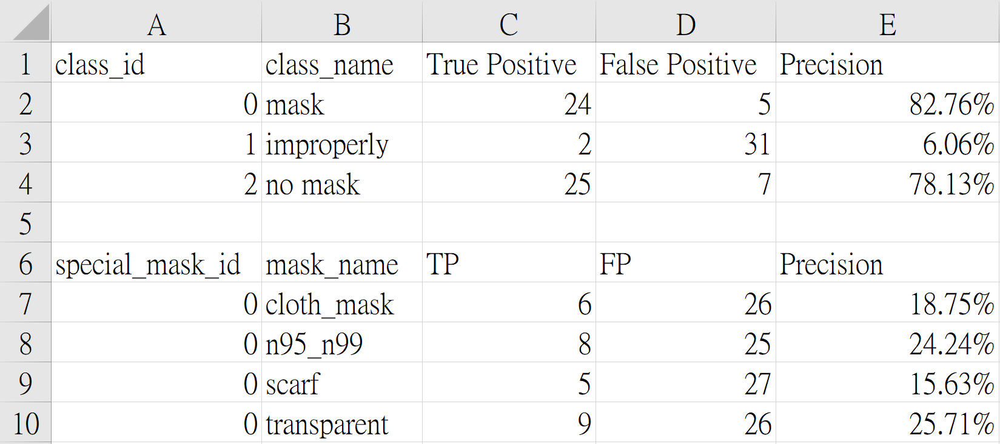 A B C D E
1 class_id class_name True Positive False Positive Precision
2 0 mask 24 5 82.76%
3 1 improperly 2 31 6.06%
4 2 no mask 25 7 78.13%
5
6 special_mask_id mask_name TP FP Precision
7 0 cloth_mask 6 26 18.75%
8 0 n95_n99 8 25 24.24%
9 0 scarf 5 27 15.63%
10 0 transparent 9 26 25.71%